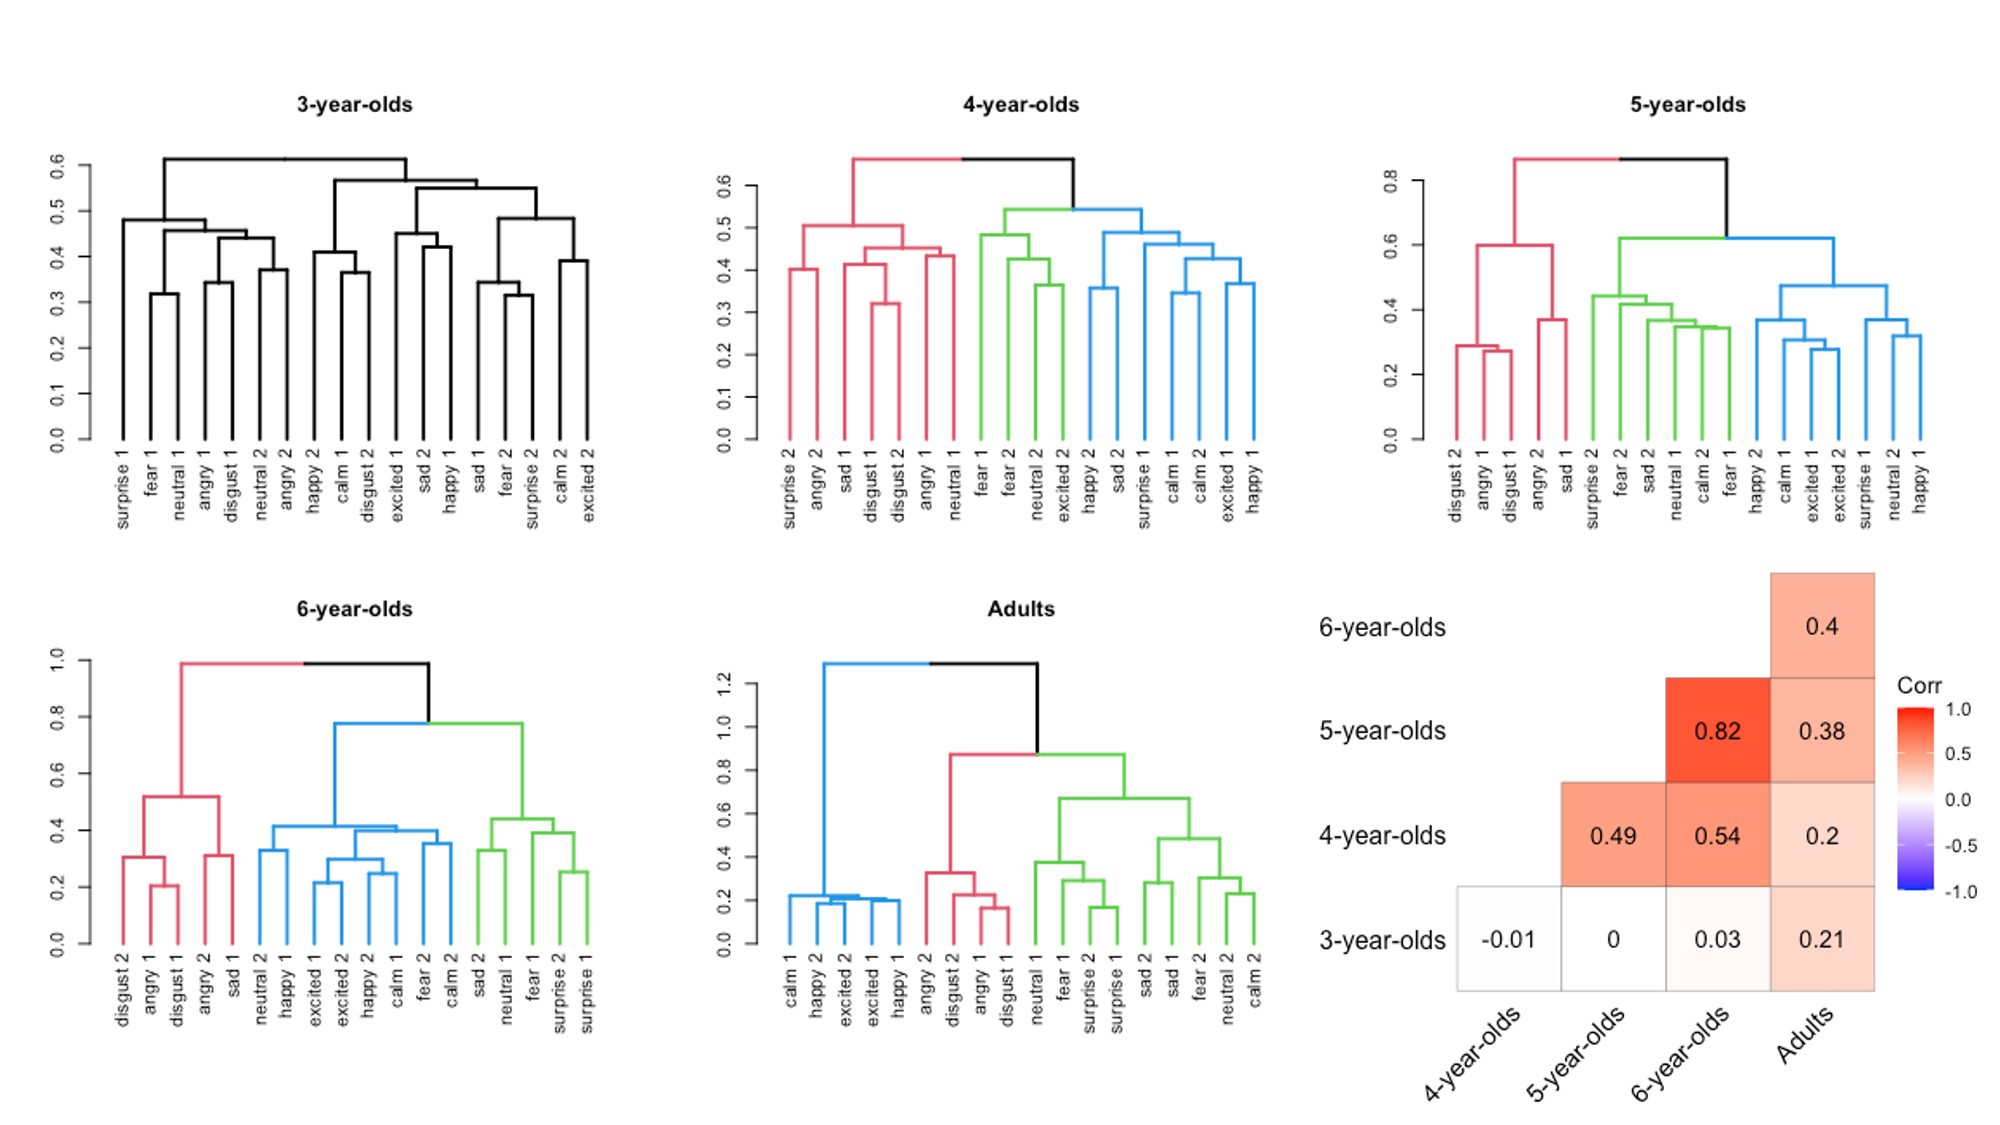 3-year-olds
0.6
0.5
0.4
0.3
0.2
0.1
0.0
surprise 1
fear 1
neutral 1
angry 1
disgust 1
neutral 2
angry 2
happy 2
calm 1
disgust 2
excited 1
sad 2
happy 1
sad 1
fear 2
surprise 2
calm 2
excited 2
4-year-olds
0.6
0.5
0.4
0.3
0.2
0.1
0.0
surprise 2
angry 2
sad 1
disgust 1
disgust 2
angry 1
neutral 1
fear 1
fear 2
neutral 2
excited 2
happy 2
sad 2
surprise 1
calm 1
calm 2
excited 1
happy 1
5-year-olds
0.8
0.6
0.4
0.2
0.0
disgust 2
angry 1
disgust 1
angry 2
sad 1
surprise 2
fear 2
sad 2
neutral 1
calm 2
fear 1
happy 2
calm 1
excited 1
excited 2
surprise 1
neutral 2
happy 1
6-year-olds
1.0
0.8
0.6
0.4
0.2
0.0
disgust 2
angry 1
disgust 1
angry 2
sad 1
neutral 2
happy 1
excited 1
excited 2
happy 2
calm 1
fear 2
calm 2
sad 2
neutral 1
fear 1
surprise 2
surprise 1
Adults
1.2
1.0
0.8
0.6
0.4
0.2
0.0
calm 1
happy 2
excited 2
excited 1
happy 1
angry 2
disgust 2
angry 1
disgust 1
neutral 1
fear 1
surprise 2
surprise 1
sad 2
sad 1
fear 2
neutral 2
calm 2
6-year-olds 0.4
5-year-olds 0.82 0.38
4-year-olds 0.49 0.54 0.2
3-year-olds -0.01 0 0.03 0.21
4-year-olds
5-year-olds
6-year-olds
Adults
Corr
1.0
0.5
0.0
-0.5
-1.0